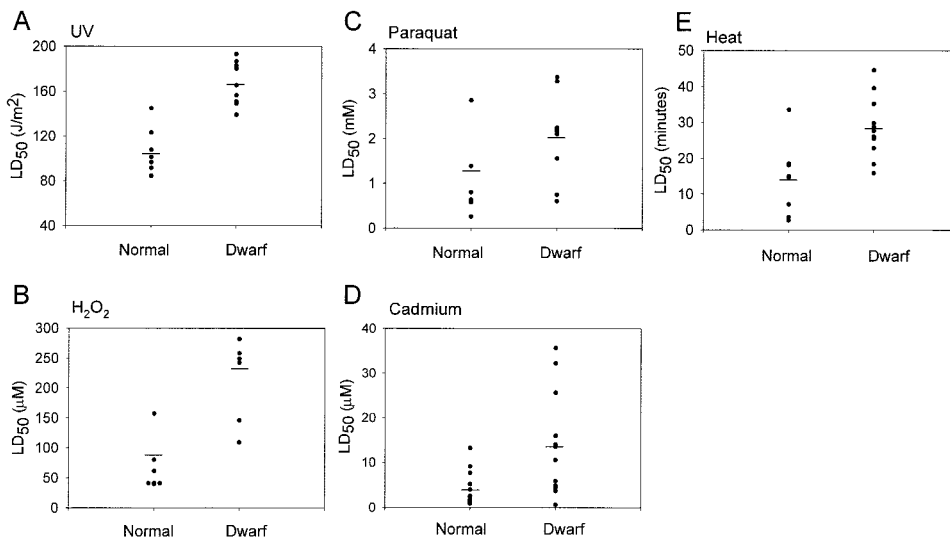 A
UV
LD50 (J/m2)
200
160
120
80
40
Normal
Dwarf
C
Paraquat
LD50 (mM)
4
3
2
1
0
Normal
Dwarf
E
Heat
LD50 (minutes)
50
40
30
20
10
0
Normal
Dwarf
B
H2O2
LD50 (μM)
300
250
200
150
100
50
0
Normal
Dwarf
D
Cadmium
LD50 (μM)
40
30
20
10
0
Normal
Dwarf